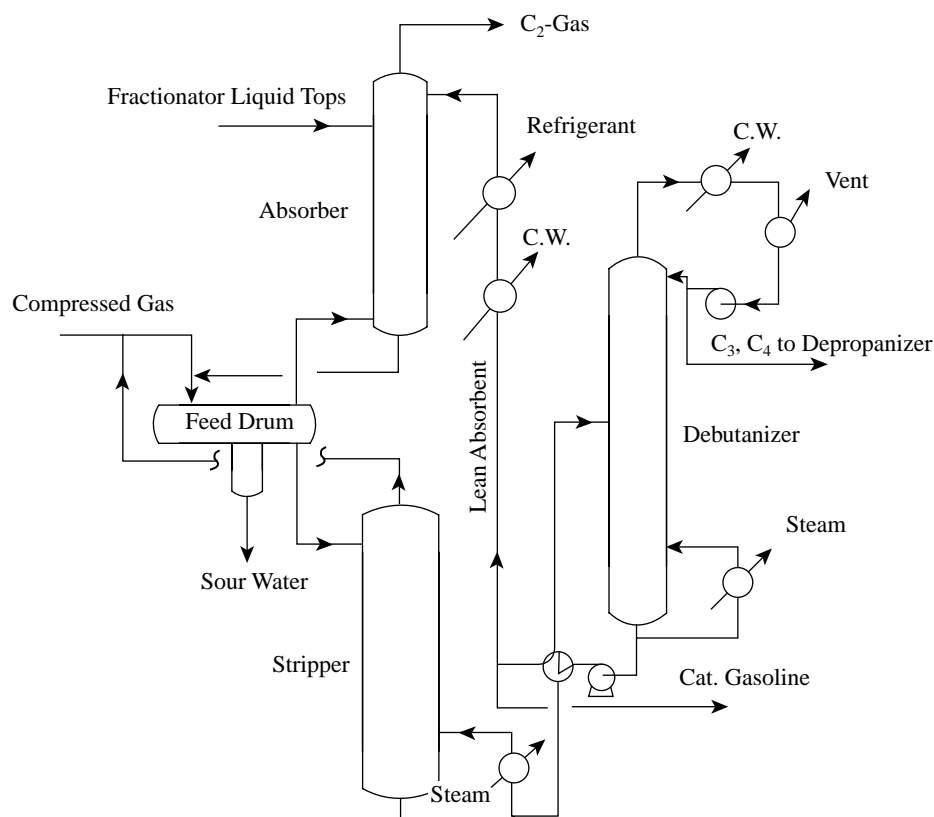 C2-Gas
Fractionator Liquid Tops
Refrigerant
C.W.
Vent
Absorber
C.W.
Compressed Gas
C3, C4 to Depropanizer
Feed Drum
Debutanizer
Lean Absorbent
Steam
Sour Water
Stripper
Cat. Gasoline
Steam